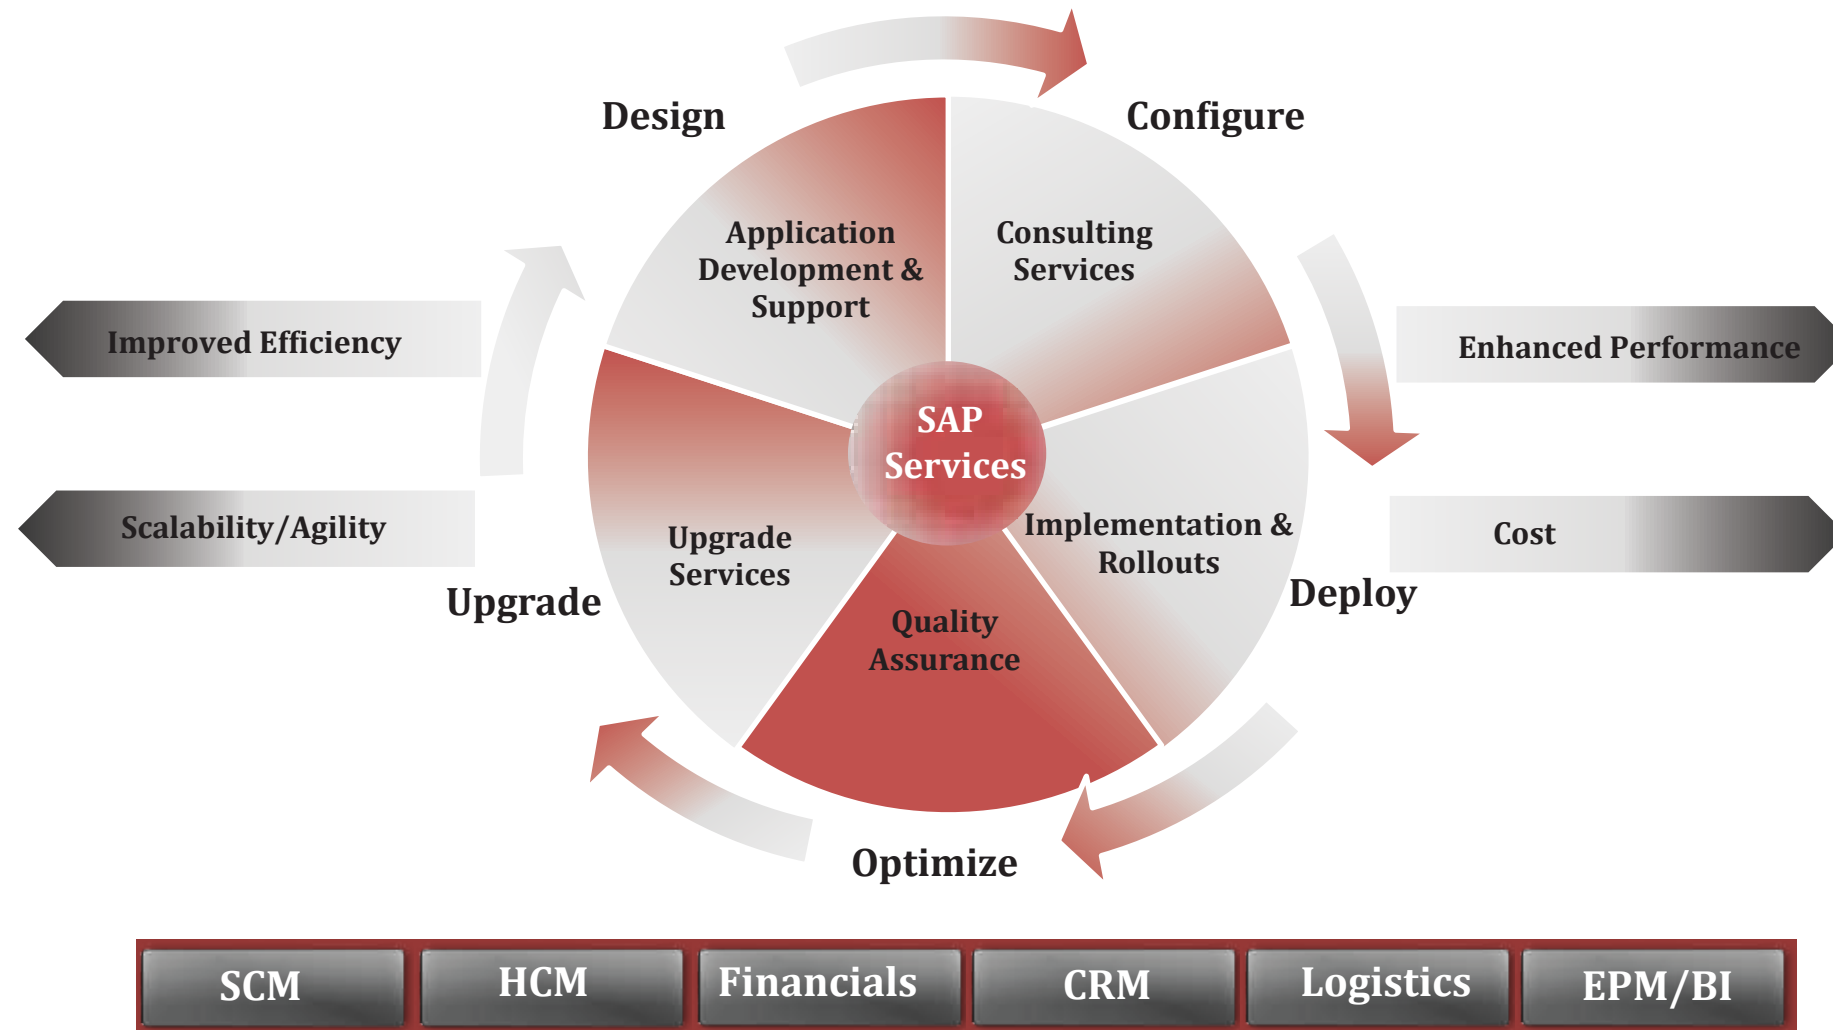 Design
Configure
Application
Development &
Support
Consulting
Services
Improved Efficiency
Enhanced Performance
SAP
Services
Scalability/Agility
Upgrade
Services
Implementation &
Rollouts
Cost
Upgrade
Deploy
Quality
Assurance
Optimize
SCM
HCM
Financials
CRM
Logistics
EPM/BI